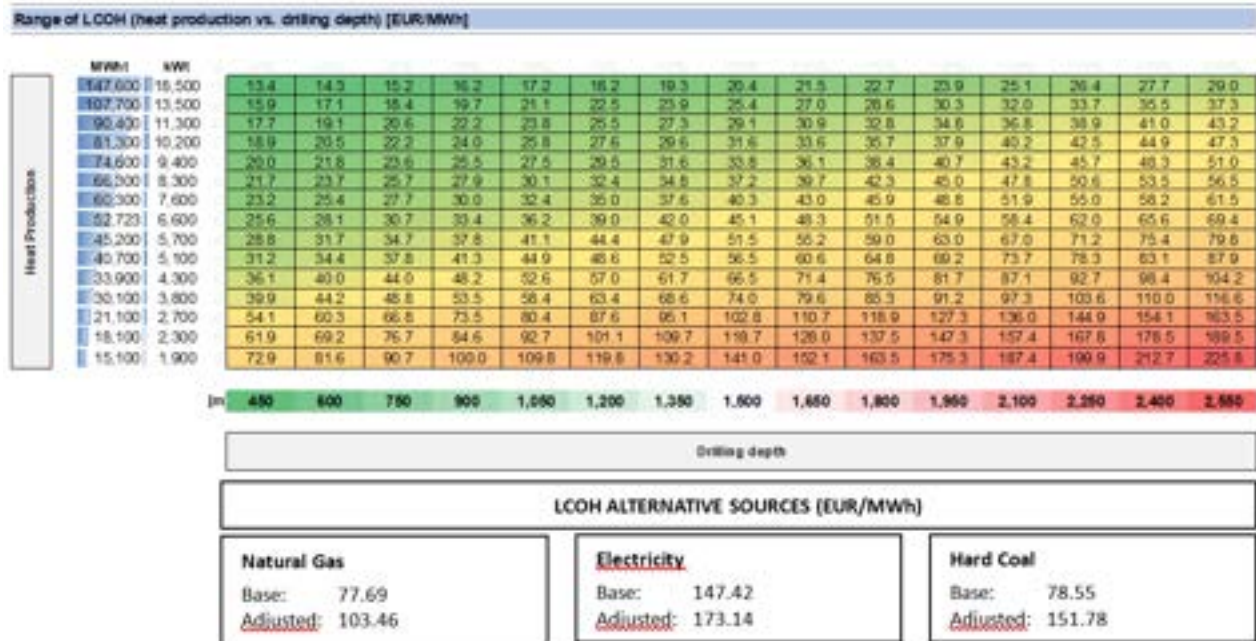 Range of LCOH (heat production vs. drilling depth) [EUR/MWh]
MWht kWt
147,600 18,500 13.4 14.3 15.2 16.2 17.2 18.2 19.3 20.4 21.5 22.7 23.9 25.1 26.4 27.7 29.0
107,700 13,500 15.9 17.1 18.4 19.7 21.1 22.5 23.9 25.4 27.0 28.6 30.3 32.0 33.7 35.5 37.3
90,400 11,300 17.7 19.1 20.6 22.2 23.8 25.5 27.3 29.1 30.9 32.8 34.8 36.8 38.9 41.0 43.2
81,300 10,200 18.9 20.5 22.2 24.0 25.8 27.6 29.6 31.6 33.6 35.7 37.9 40.2 42.5 44.9 47.3
74,600 9,400 20.0 21.8 23.6 25.5 27.5 29.5 31.6 33.8 36.1 38.4 40.7 43.2 45.7 48.3 51.0
66,300 8,300 21.7 23.7 25.7 27.9 30.1 32.4 34.8 37.2 39.7 42.3 45.0 47.8 50.6 53.5 56.5
60,300 7,600 23.2 25.4 27.7 30.0 32.4 35.0 37.6 40.3 43.0 45.9 48.8 51.9 55.0 58.2 61.5
52,723 6,600 25.6 28.1 30.7 33.4 36.2 39.0 42.0 45.1 48.3 51.5 54.9 58.4 62.0 65.6 69.4
45,200 5,700 28.8 31.7 34.7 37.8 41.1 44.4 47.9 51.5 55.2 59.0 63.0 67.0 71.2 75.4 79.8
40,700 5,100 31.2 34.4 37.8 41.3 44.9 48.6 52.5 56.5 60.6 64.8 69.2 73.7 78.3 83.1 87.9
33,900 4,300 36.1 40.0 44.0 48.2 52.6 57.0 61.7 66.5 71.4 76.5 81.7 87.1 92.7 98.4 104.2
30,100 3,800 39.9 44.2 48.8 53.5 58.4 63.4 68.6 74.0 79.6 85.3 91.2 97.3 103.6 110.0 116.6
21,100 2,700 54.1 60.3 66.8 73.5 80.4 87.6 95.1 102.8 110.7 118.9 127.3 136.0 144.9 154.1 163.5
18,100 2,300 61.9 69.2 76.7 84.6 92.7 101.1 109.7 118.7 128.0 137.5 147.3 157.4 167.8 178.5 189.5
15,100 1,900 72.9 81.6 90.7 100.0 109.8 119.8 130.2 141.0 152.1 163.5 175.3 187.4 199.9 212.7 225.8
Heat Production
450 600 750 900 1,050 1,200 1,350 1,500 1,650 1,800 1,950 2,100 2,250 2,400 2,550
Drilling depth
LCOH ALTERNATIVE SOURCES (EUR/MWh)
Natural Gas
Base: 77.69
Adjusted: 103.46
Electricity
Base: 147.42
Adjusted: 173.14
Hard Coal
Base: 78.55
Adjusted: 151.78